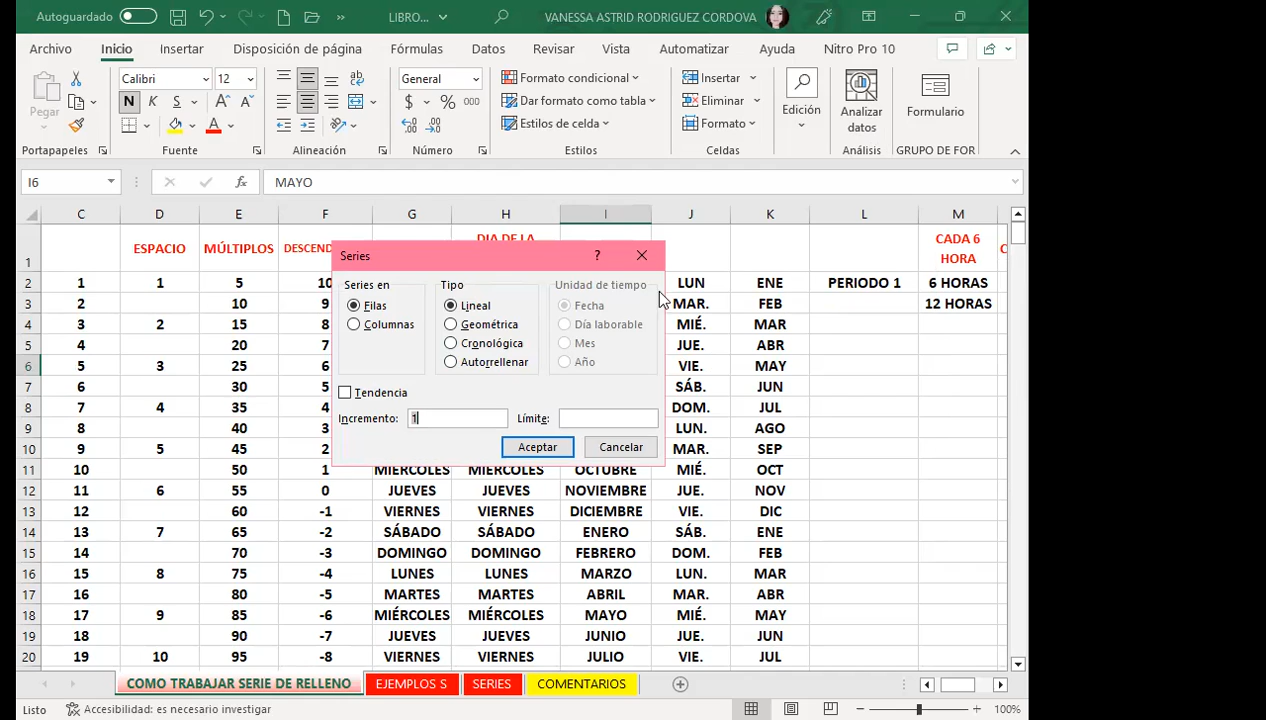 Autoguardado
LIBRO...
VANESSA ASTRID RODRIGUEZ CORDOVA
Archivo Inicio Insertar Disposición de página Fórmulas Datos Revisar Vista Automatizar Ayuda Nitro Pro 10
Pegar
Calibri 12
N K S
General
$ % 000
Formato condicional
Dar formato como tabla
Estilos de celda
Insertar
Eliminar
Formato
Edición
Analizar
datos
Formulario
Portapapeles Fuente Alineación Número Estilos Celdas Análisis GRUPO DE FOR
I6 fx MAYO
C D E F G H I J K L M
1 ESPACIO MÚLTIPLOS DESCEND DIA DE LA CADA 6
HORA
Series
Series en
Filas
Columnas
Tipo
Lineal
Geométrica
Cronológica
Autorrellenar
Unidad de tiempo
Fecha
Día laborable
Mes
Año
Tendencia
Incremento: 1
Límite:
Aceptar Cancelar
2 1 1 5 10 LUN ENE PERIODO 1 6 HORAS
3 2 10 9 MAR. FEB 12 HORAS
4 3 2 15 8 MIÉ. MAR
5 4 20 7 JUE. ABR
6 5 3 25 6 VIE. MAY
7 6 30 5 SÁB. JUN
8 7 4 35 4 DOM. JUL
9 8 40 3 LUN. AGO
10 9 5 45 2 MAR. SEP
11 10 50 1 MIÉRCOLES MIÉRCOLES OCTUBRE MIÉ. OCT
12 11 6 55 0 JUEVES JUEVES NOVIEMBRE JUE. NOV
13 12 60 -1 VIERNES VIERNES DICIEMBRE VIE. DIC
14 13 7 65 -2 SÁBADO SÁBADO ENERO SÁB. ENE
15 14 70 -3 DOMINGO DOMINGO FEBRERO DOM. FEB
16 15 8 75 -4 LUNES LUNES MARZO LUN. MAR
17 16 80 -5 MARTES MARTES ABRIL MAR. ABR
18 17 9 85 -6 MIÉRCOLES MIÉRCOLES MAYO MIÉ. MAY
19 18 90 -7 JUEVES JUEVES JUNIO JUE. JUN
20 19 10 95 -8 VIERNES VIERNES JULIO VIE. JUL
COMO TRABAJAR SERIE DE RELLENO EJEMPLOS S SERIES COMENTARIOS
Listo Accesibilidad: es necesario investigar 100%